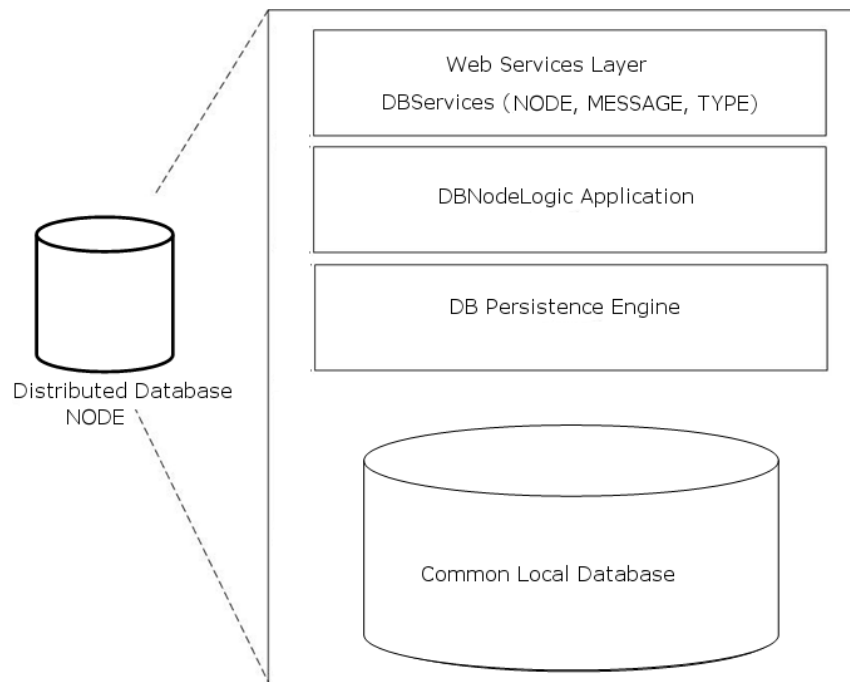 Web Services Layer
DBServices (NODE, MESSAGE, TYPE)
DBNodeLogic Application
DB Persistence Engine
Distributed Database
NODE
Common Local Database